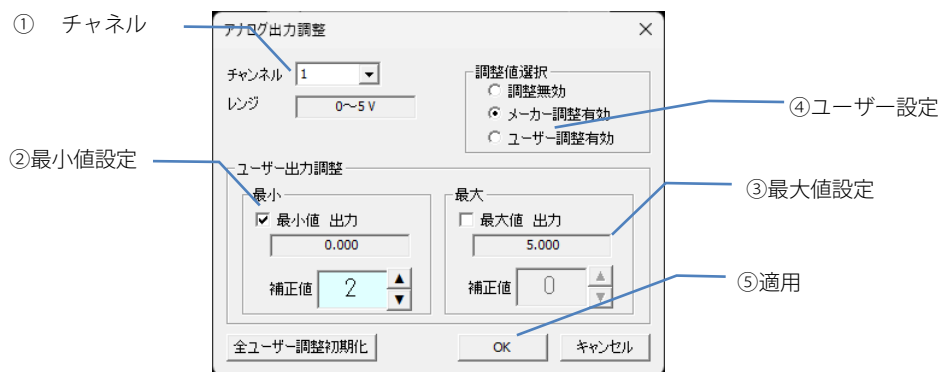 ① チャネル
アナログ出力調整
チャンネル 1
レンジ 0～5 V
調整値選択
調整無効
メーカー調整有効
ユーザー調整有効
④ユーザー設定
②最小値設定
ユーザー出力調整
最小
最小値 出力
0.000
補正値 2
最大
最大値 出力
5.000
補正値 0
③最大値設定
⑤適用
全ユーザー調整初期化
OK
キャンセル